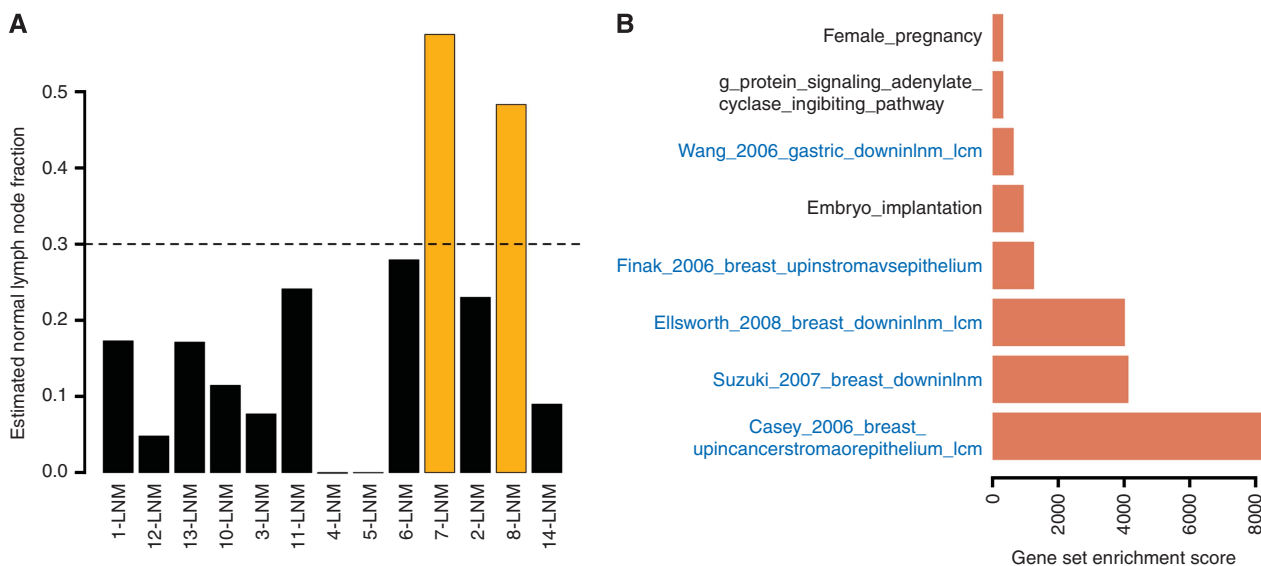 A
Estimated normal lymph node fraction
0.5
0.4
0.3
0.2
0.1
0.0
1-LNM
12-LNM
13-LNM
10-LNM
3-LNM
11-LNM
4-LNM
5-LNM
6-LNM
7-LNM
2-LNM
8-LNM
14-LNM
B
Female_pregnancy
g_protein_signaling_adenylate_
cyclase_ingibiting_pathway
Wang_2006_gastric_downinlnm_lcm
Embryo_implantation
Finak_2006_breast_upinstromavsepithelium
Ellsworth_2008_breast_downinlnm_lcm
Suzuki_2007_breast_downinlnm
Casey_2006_breast_
upincancerstromaorepithelium_lcm
0
2000
4000
6000
8000
Gene set enrichment score